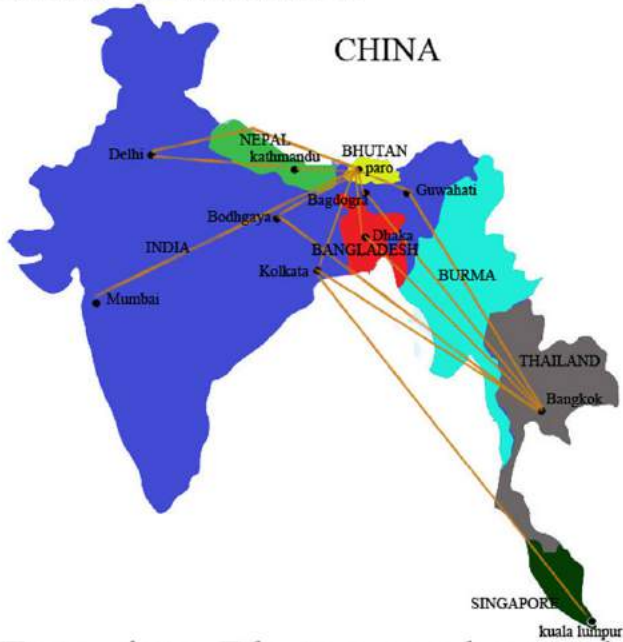 CHINA
NEPAL
Delhi
kathmandu
BHUTAN
paro
Bagdogra
Guwahati
Bodhgaya
Dhaka
INDIA
BANGLADESH
Kolkata
BURMA
Mumbai
THAILAND
Bangkok
SINGAPORE
kuala lumpur